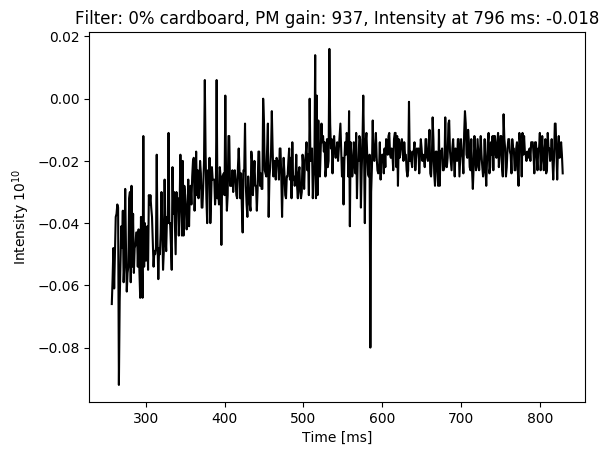 Filter: 0% cardboard, PM gain: 937, Intensity at 796 ms: -0.018
0.02
0.00
−0.02
−0.04
−0.06
−0.08
Intensity 10¹⁰
300 400 500 600 700 800
Time [ms]